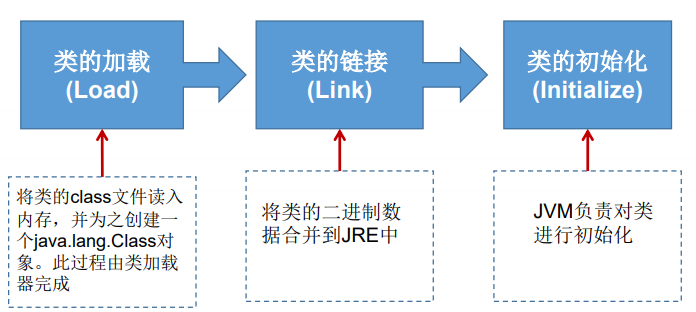 类的加载
(Load)
类的链接
(Link)
类的初始化
(Initialize)
将类的class文件读入
内存，并为之创建一
个java.lang.Class对
象。此过程由类加载
器完成
将类的二进制数
据合并到JRE中
JVM负责对类
进行初始化